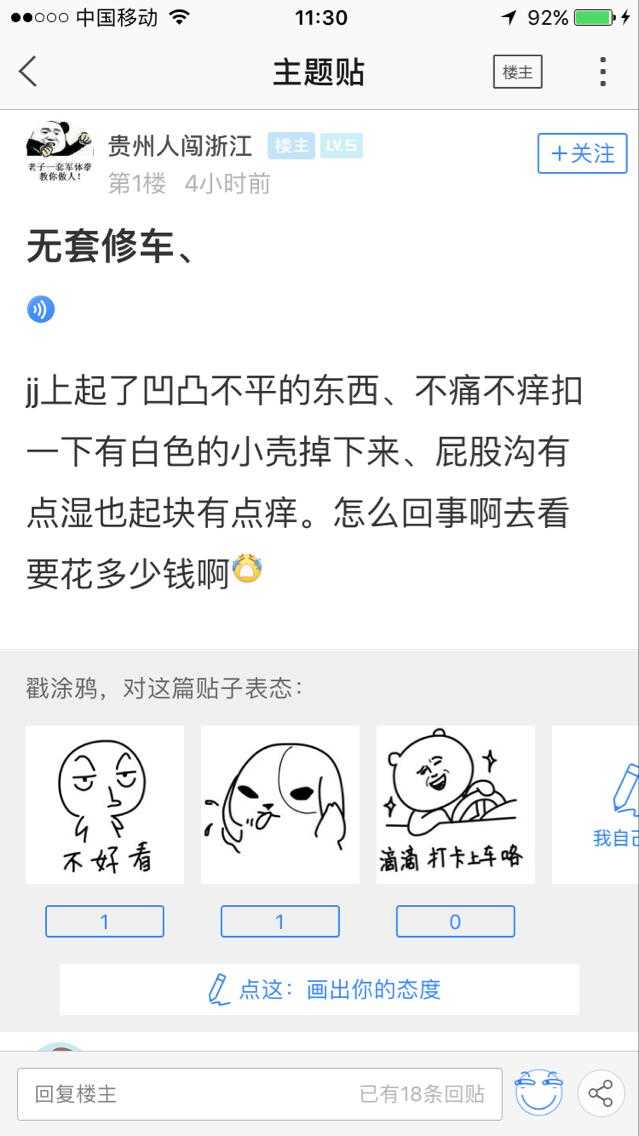 中国移动 11:30 92%
主题贴 楼主
老子一套军体拳
教你做人！
贵州人闯浙江 楼主 LV.5
+关注
第1楼 4小时前
无套修车、
jj上起了凹凸不平的东西、不痛不痒扣
一下有白色的小壳掉下来、屁股沟有
点湿也起块有点痒。怎么回事啊去看
要花多少钱啊
戳涂鸦，对这篇贴子表态：
不好看
滴滴 打卡上车咯
我自己
1 1 0
点这：画出你的态度
回复楼主 已有18条回贴